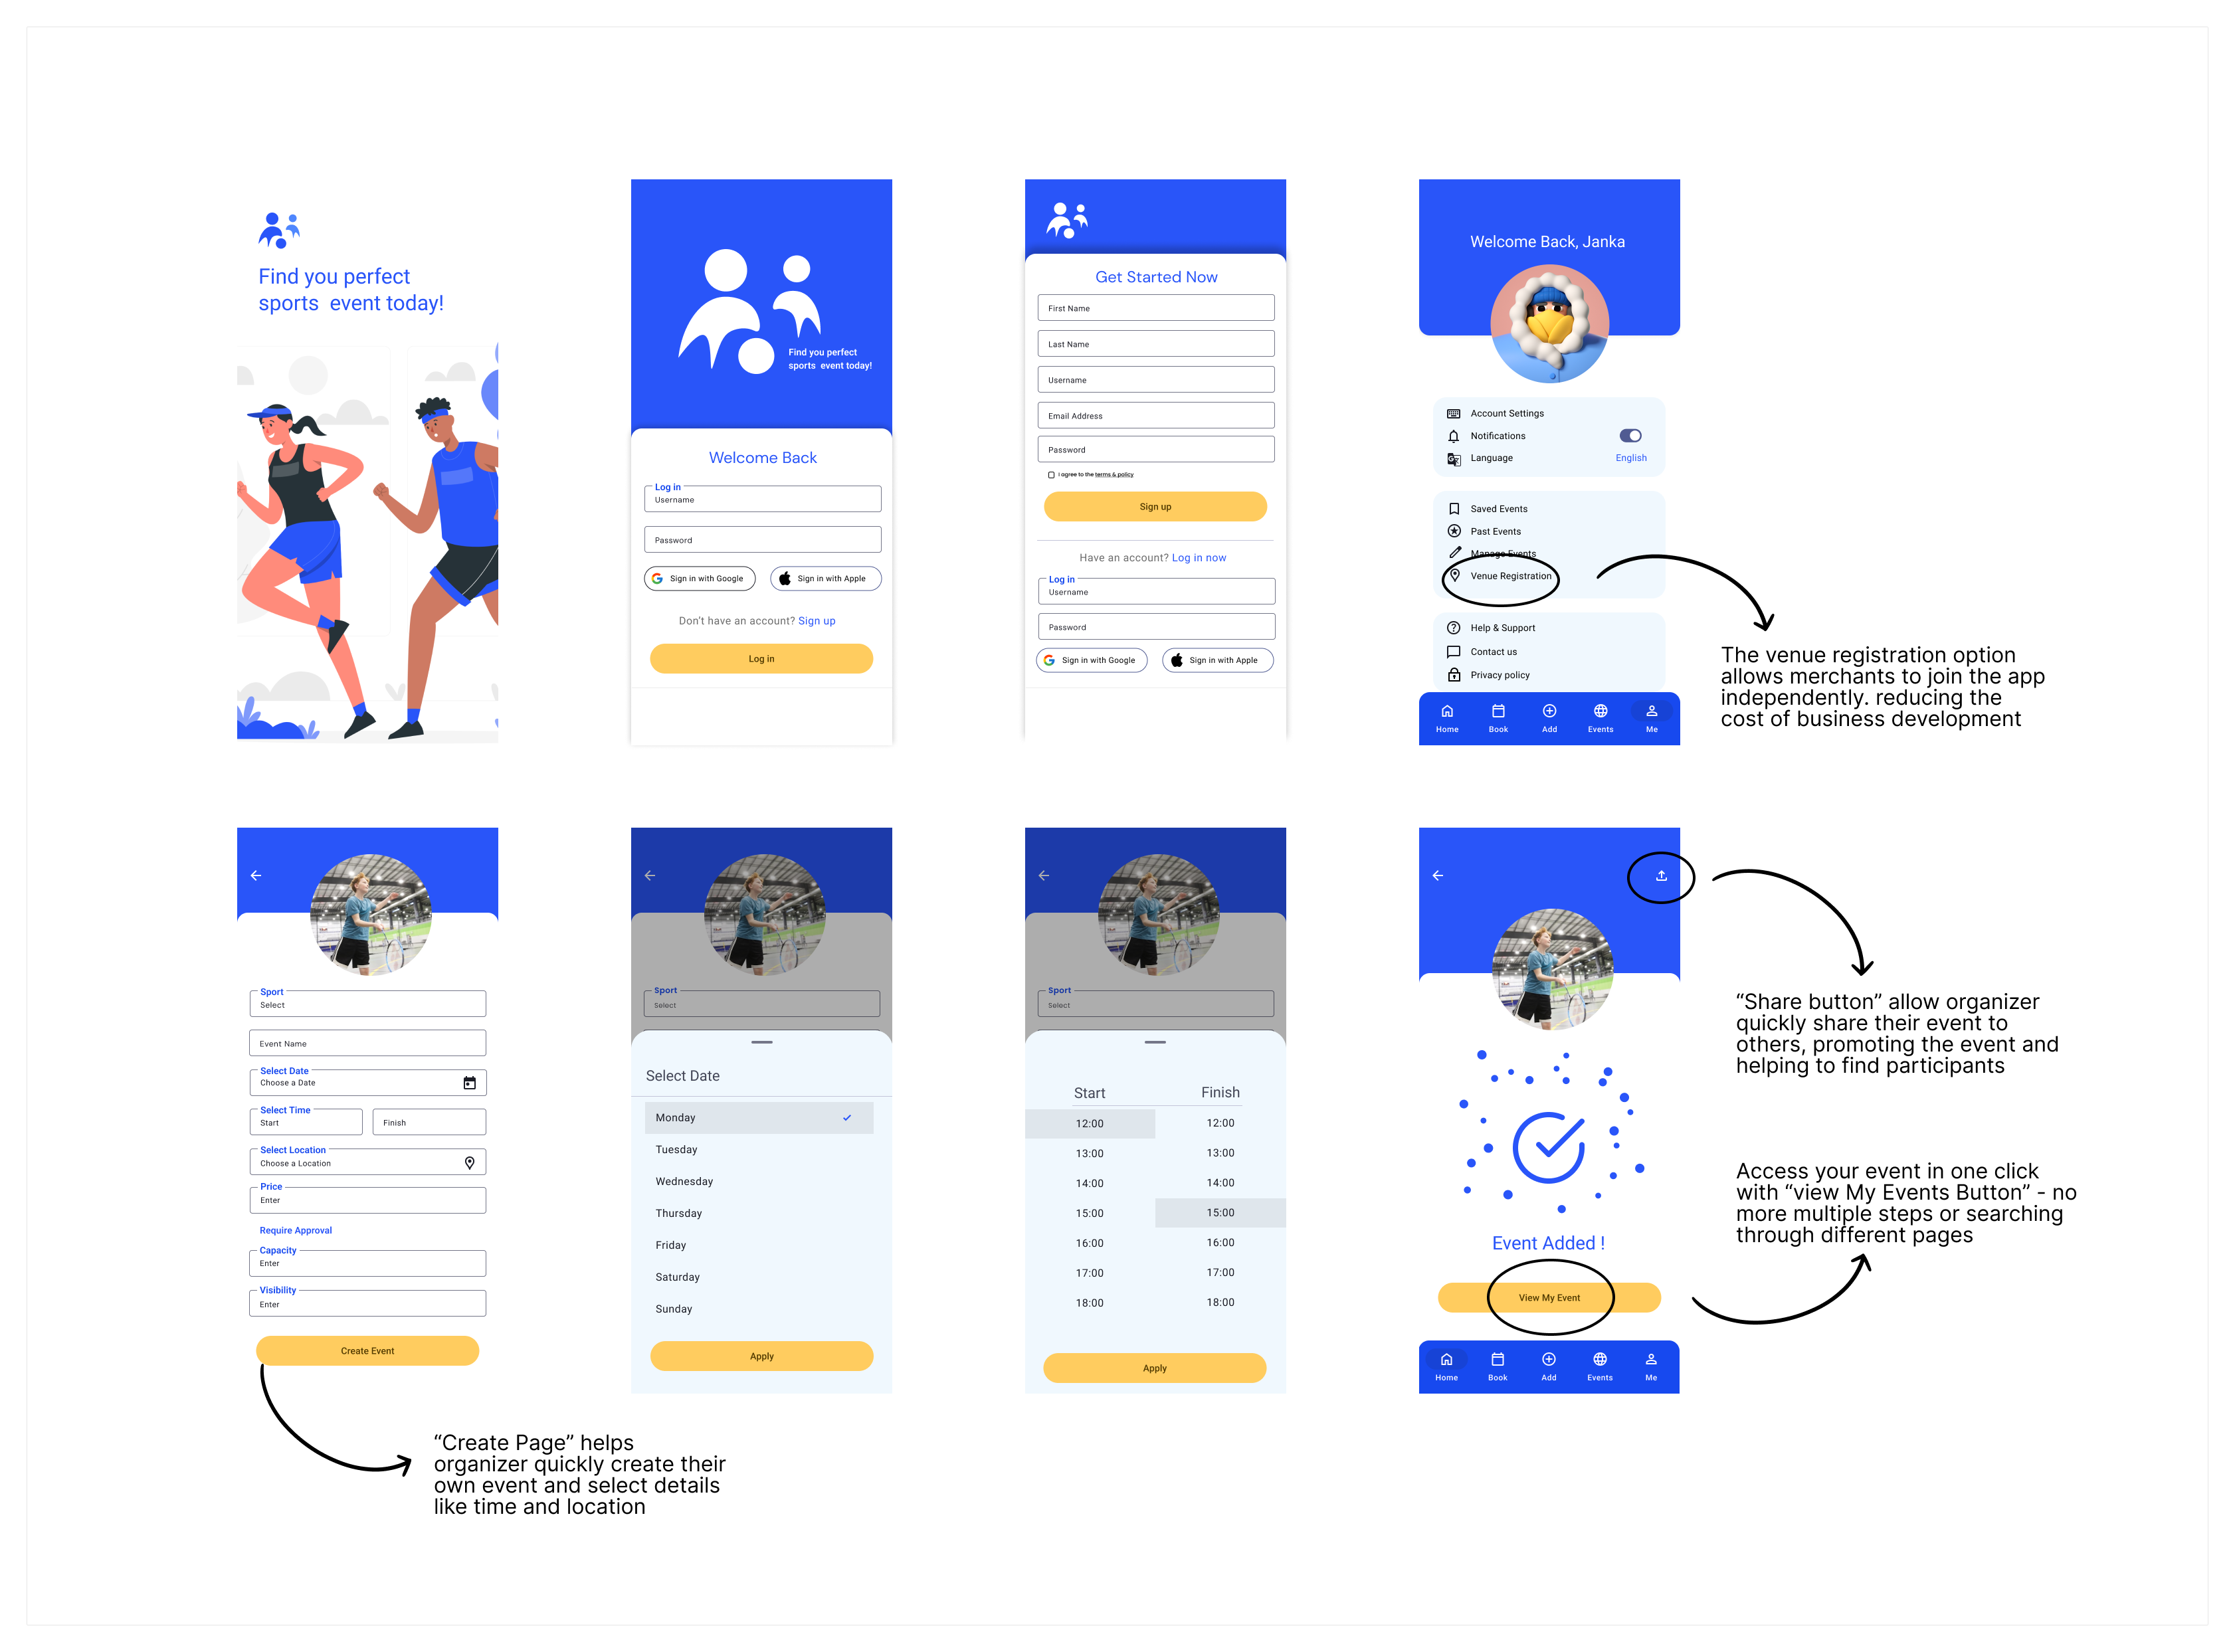 Find you perfect
sports event today!
Find you perfect
sports event today!
Welcome Back
Log in
Username
Password
Sign in with Google
Sign in with Apple
Don't have an account? Sign up
Log in
Get Started Now
First Name
Last Name
Username
Email Address
Password
I agree to the terms & policy
Sign up
Have an account? Log in now
Log in
Username
Password
Sign in with Google
Sign in with Apple
Welcome Back, Janka
Account Settings
Notifications
Language
English
Saved Events
Past Events
Manage Events
Venue Registration
Help & Support
Contact us
Privacy policy
Home
Book
Add
Events
Me
The venue registration option
allows merchants to join the app
independently. reducing the
cost of business development
Sport
Select
Event Name
Select Date
Choose a Date
Select Time
Start
Finish
Select Location
Choose a Location
Price
Enter
Require Approval
Capacity
Enter
Visibility
Enter
Create Event
"Create Page" helps
organizer quickly create their
own event and select details
like time and location
Sport
Select
Select Date
Monday
Tuesday
Wednesday
Thursday
Friday
Saturday
Sunday
Apply
Sport
Select
Start Finish
12:00 12:00
13:00 13:00
14:00 14:00
15:00 15:00
16:00 16:00
17:00 17:00
18:00 18:00
Apply
Event Added !
View My Event
Home
Book
Add
Events
Me
“Share button” allow organizer
quickly share their event to
others, promoting the event and
helping to find participants
Access your event in one click
with “view My Events Button” - no
more multiple steps or searching
through different pages